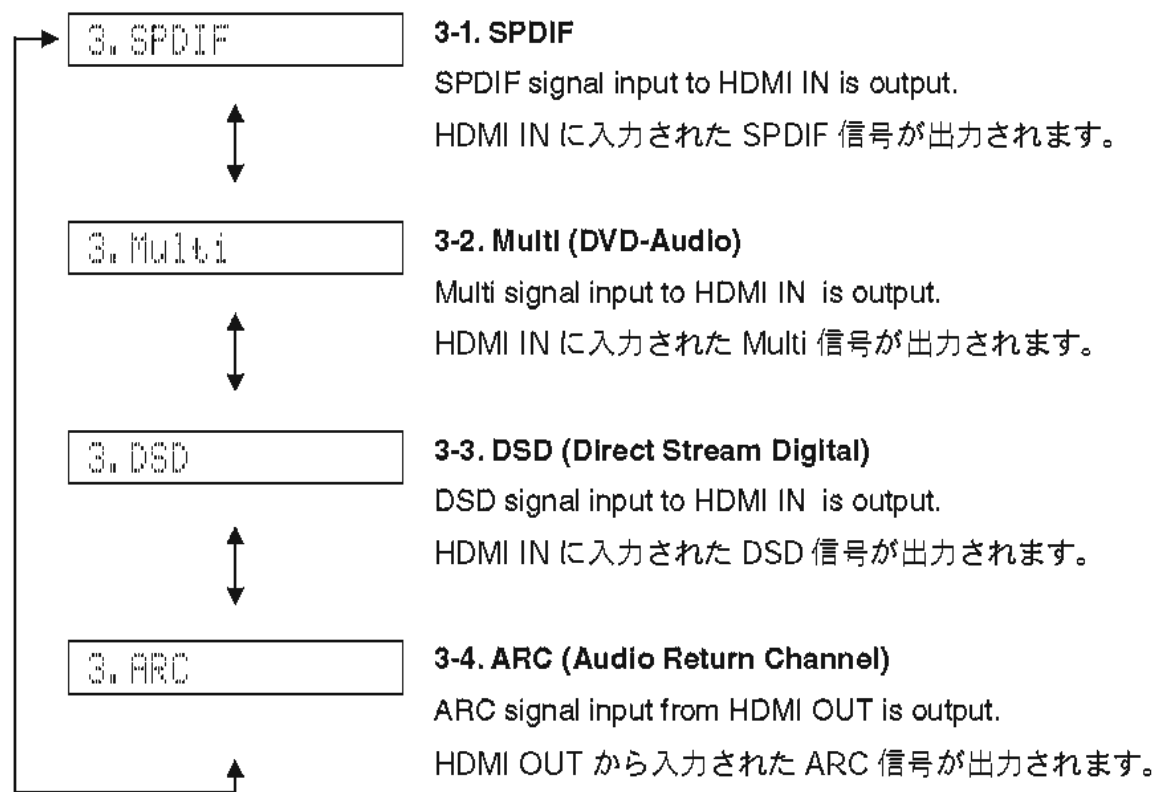 3. SPDIF
3-1. SPDIF
SPDIF signal input to HDMI IN is output.
HDMI IN に入力された SPDIF 信号が出力されます。
3. Multi
3-2. Multi (DVD-Audio)
Multi signal input to HDMI IN is output.
HDMI IN に入力された Multi 信号が出力されます。
3. DSD
3-3. DSD (Direct Stream Digital)
DSD signal input to HDMI IN is output.
HDMI IN に入力された DSD 信号が出力されます。
3. ARC
3-4. ARC (Audio Return Channel)
ARC signal input from HDMI OUT is output.
HDMI OUT から入力された ARC 信号が出力されます。